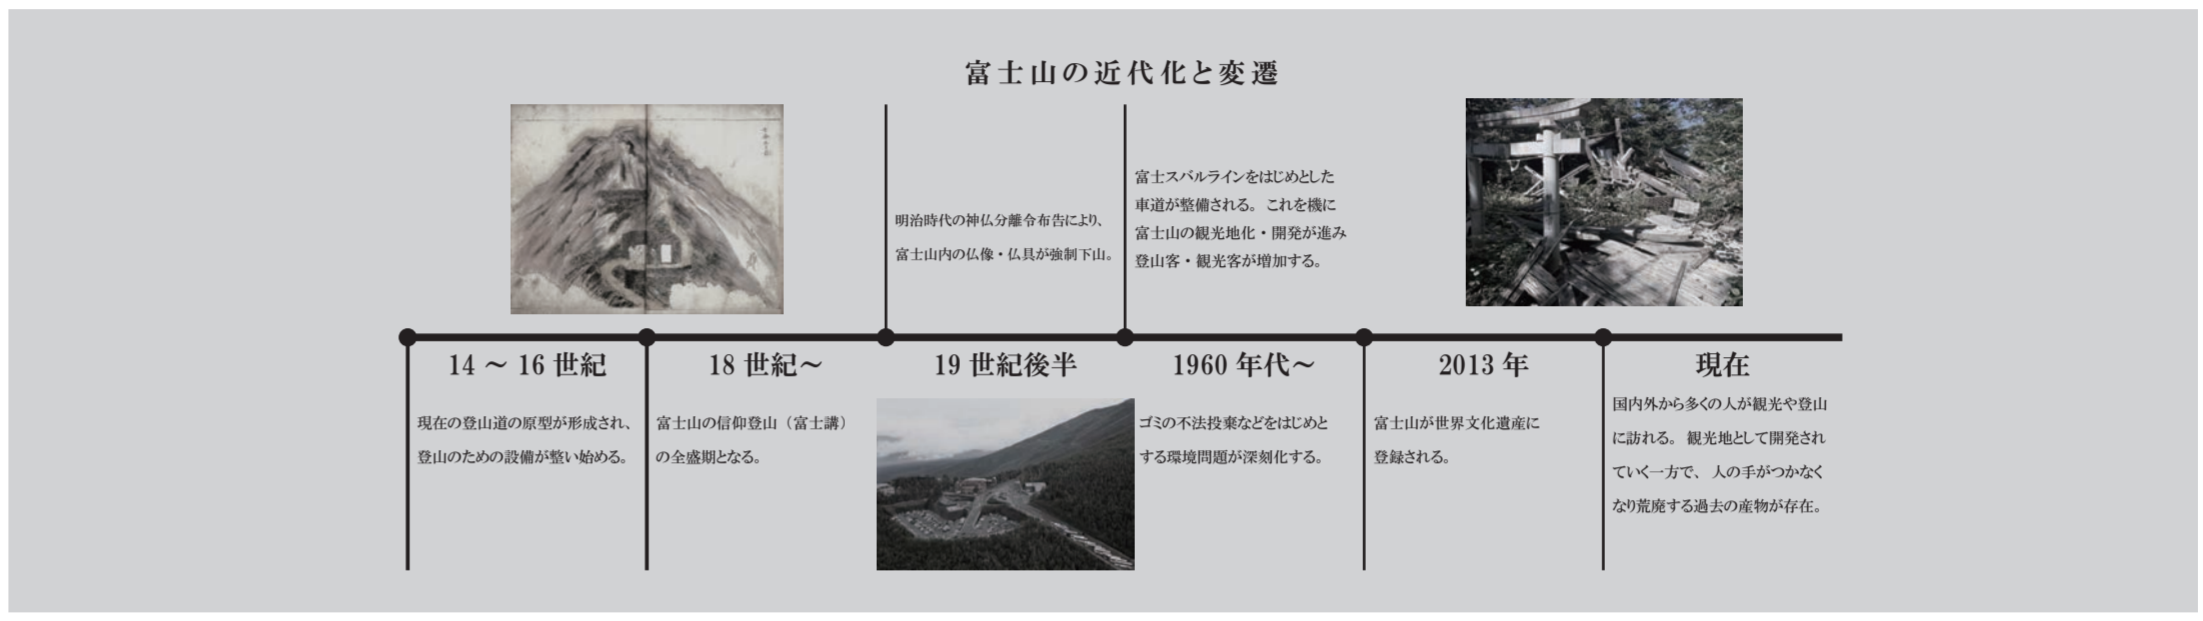 富士山の近代化と変遷
14 〜 16 世紀
現在の登山道の原型が形成され、
登山のための設備が整い始める。
18 世紀〜
富士山の信仰登山（富士講）
の全盛期となる。
明治時代の神仏分離令布告により、
富士山内の仏像・仏具が強制下山。
19 世紀後半
富士スバルラインをはじめとした
車道が整備される。これを機に
富士山の観光地化・開発が進み
登山客・観光客が増加する。
1960 年代〜
ゴミの不法投棄などをはじめと
する環境問題が深刻化する。
2013 年
富士山が世界文化遺産に
登録される。
現在
国内外から多くの人が観光や登山
に訪れる。観光地として開発され
ていく一方で、人の手がつかなく
なり荒廃する過去の産物が存在。